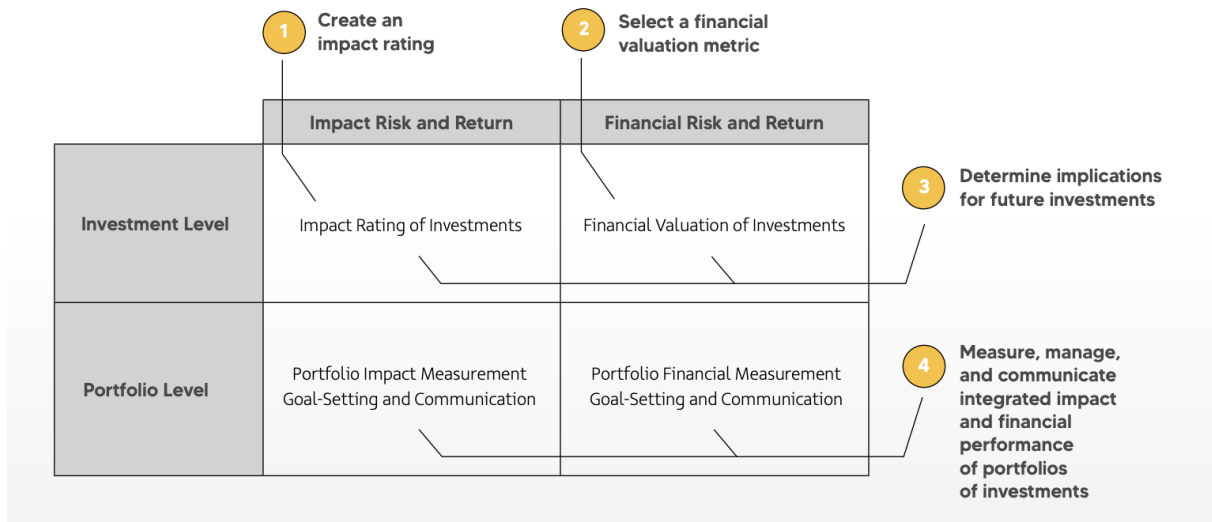 1
Create an
impact rating
2
Select a financial
valuation metric
Impact Risk and Return
Financial Risk and Return
Investment Level
Impact Rating of Investments
Financial Valuation of Investments
3
Determine implications
for future investments
Portfolio Level
Portfolio Impact Measurement
Goal-Setting and Communication
Portfolio Financial Measurement
Goal-Setting and Communication
4
Measure, manage,
and communicate
integrated impact
and financial
performance
of portfolios
of investments